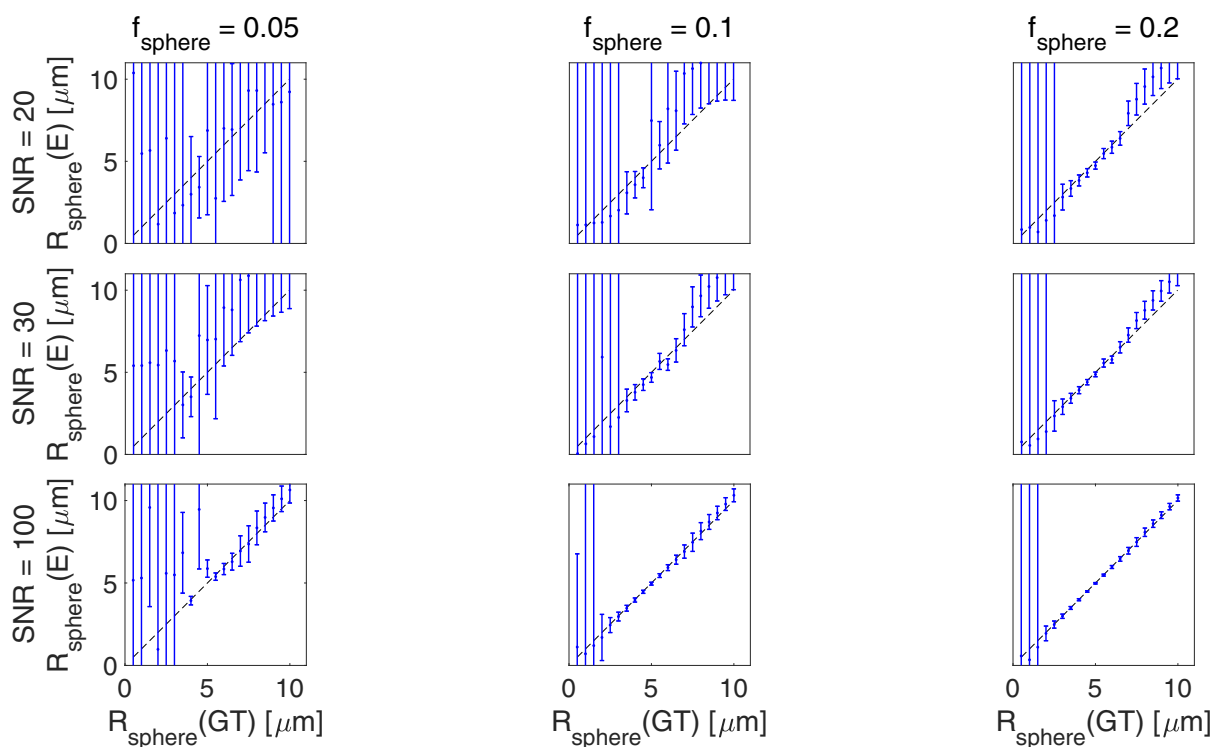 f_sphere = 0.05
f_sphere = 0.1
f_sphere = 0.2
SNR = 20
R_sphere(E) [μm]
10
5
0
SNR = 30
R_sphere(E) [μm]
10
5
0
SNR = 100
R_sphere(E) [μm]
10
5
0
0 5 10
0 5 10
0 5 10
R_sphere(GT) [μm]
R_sphere(GT) [μm]
R_sphere(GT) [μm]